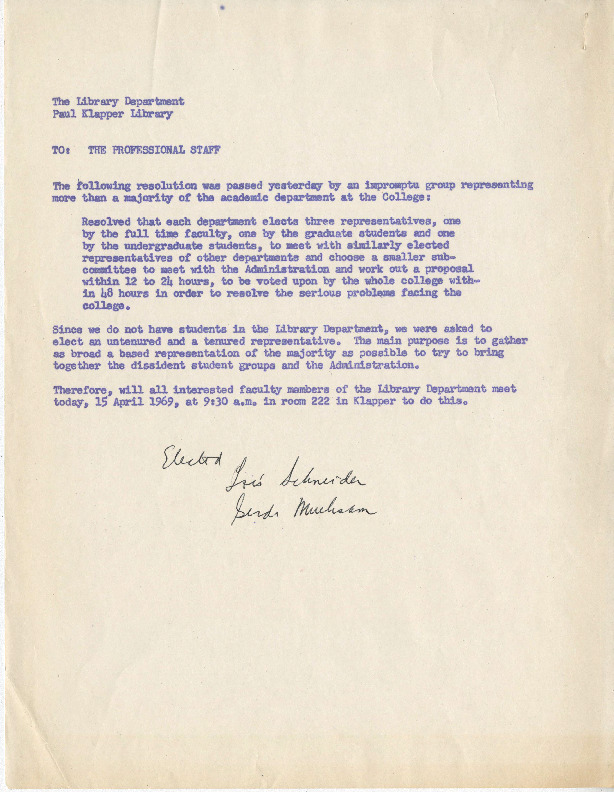 The Library Department
Paul Klapper Library
TO: THE PROFESSIONAL STAFF
The following resolution was passed yesterday by an impromptu group representing
more than a majority of the academic department at the College:
Resolved that each department elects three representatives, one
by the full time faculty, one by the graduate students and one
by the undergraduate students, to meet with similarly elected
representatives of other departments and choose a smaller sub-
committee to meet with the Administration and work out a proposal
within 12 to 24 hours, to be voted upon by the whole college with-
in 48 hours in order to resolve the serious problems facing the
college.
Since we do not have students in the Library Department, we were asked to
elect an untenured and a tenured representative. The main purpose is to gather
as broad a based representation of the majority as possible to try to bring
together the dissident student groups and the Administration.
Therefore, will all interested faculty members of the Library Department meet
today, 15 April 1969, at 9:30 a.m. in room 222 in Klapper to do this.
Elected
Iris Schneider
Gerda Muehsam